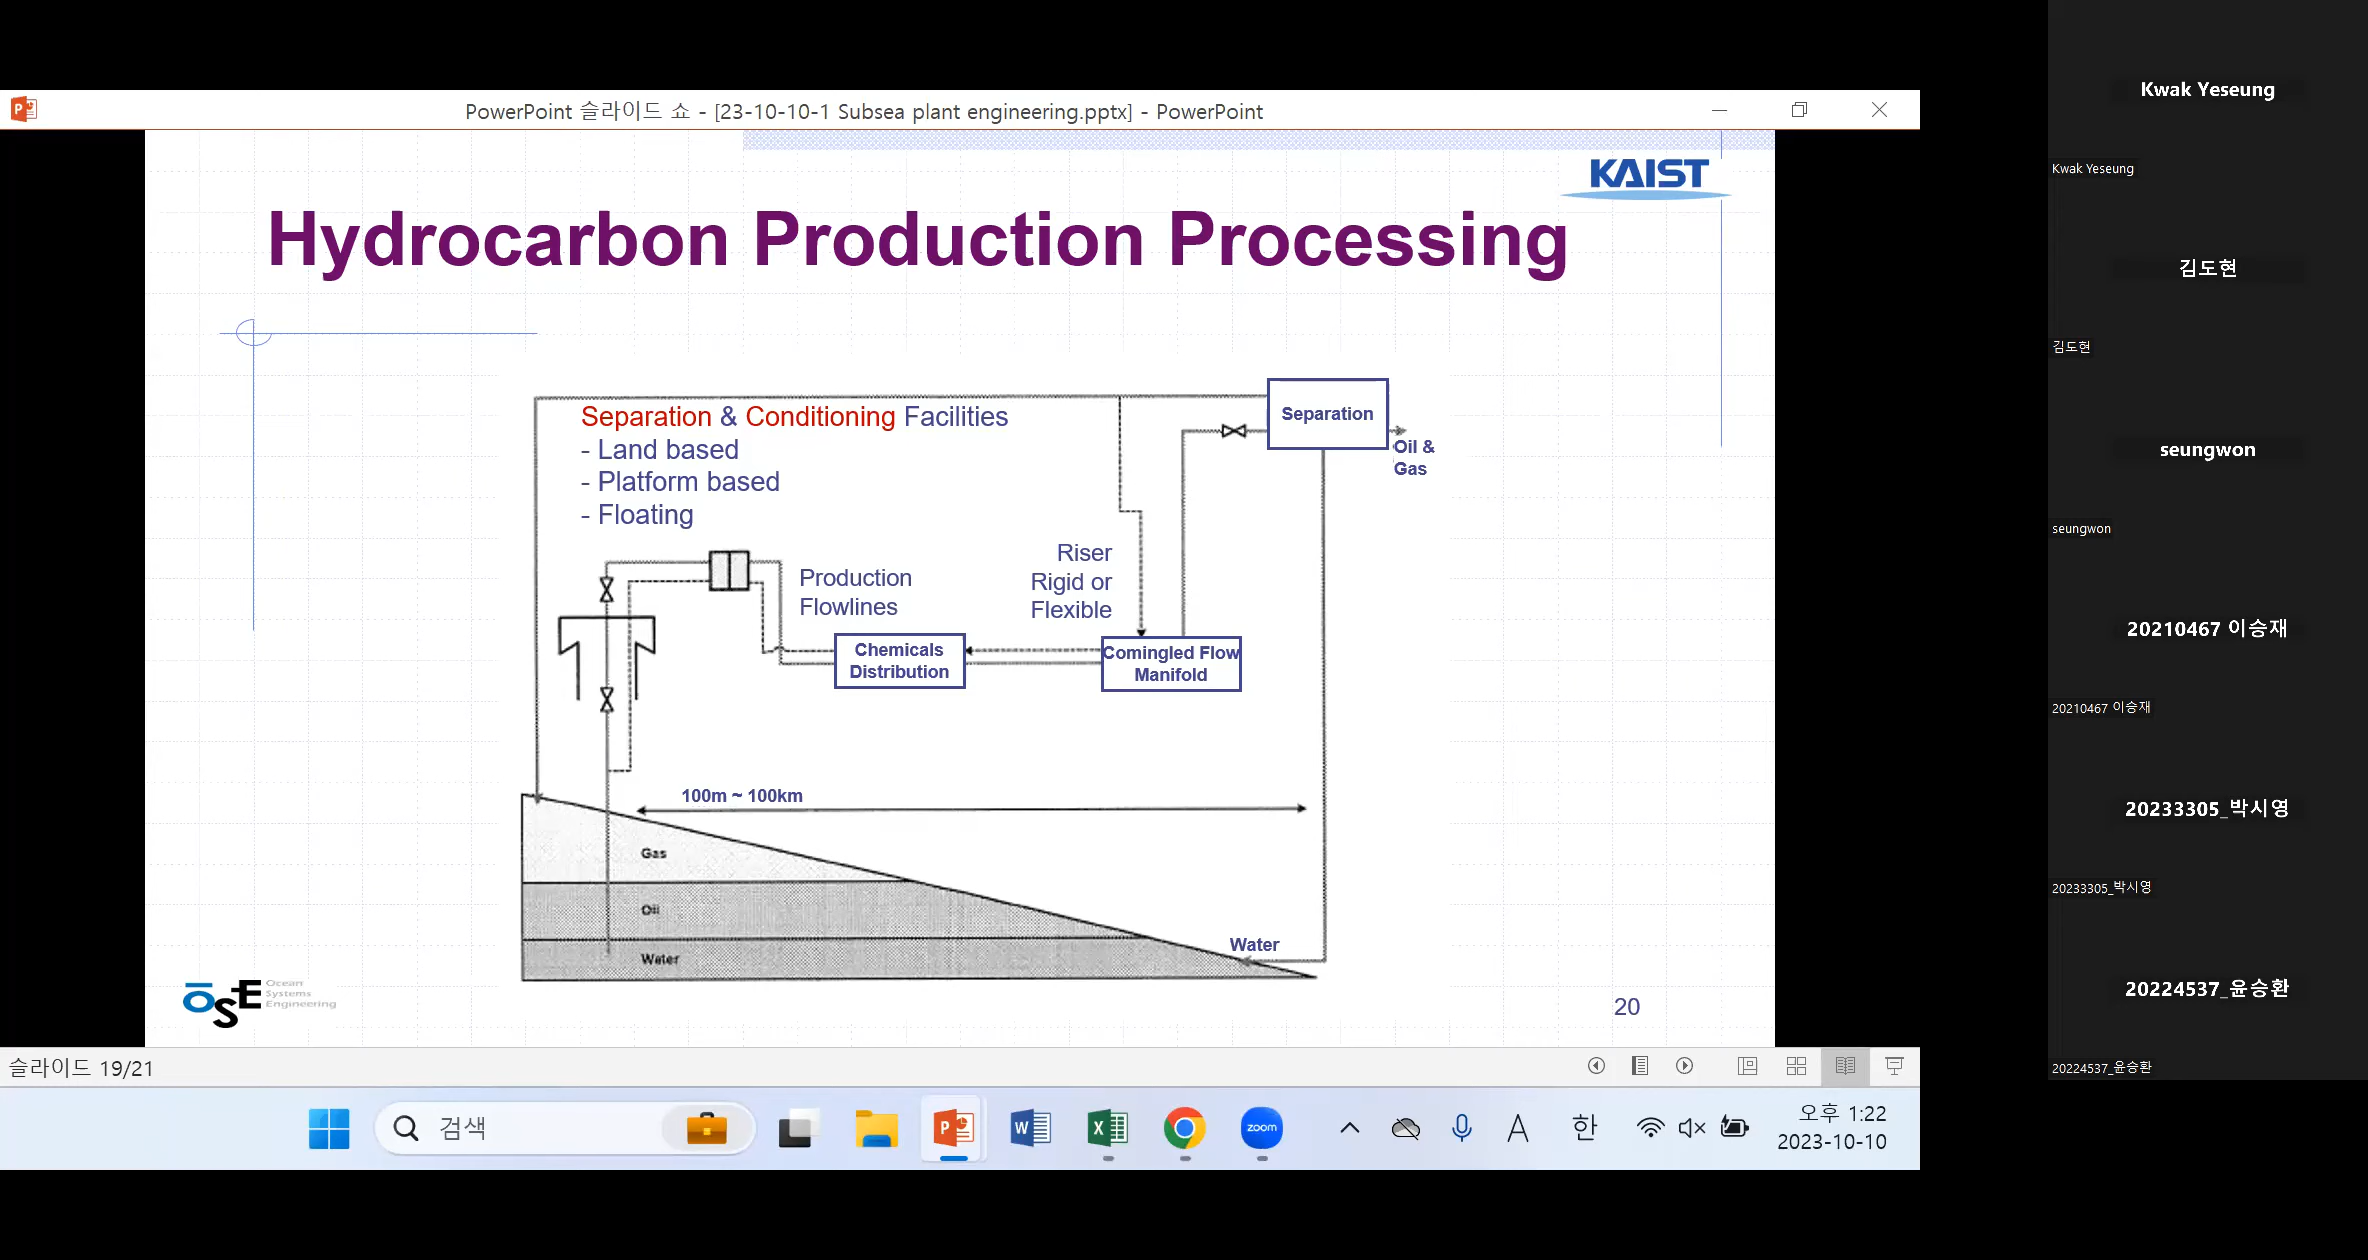 PowerPoint 슬라이드 쇼 - [23-10-10-1 Subsea plant engineering.pptx] - PowerPoint
KAIST
Hydrocarbon Production Processing
Separation & Conditioning Facilities
- Land based
- Platform based
- Floating
Separation
Oil &
Gas
Production
Flowlines
Riser
Rigid or
Flexible
Chemicals
Distribution
Comingled Flow
Manifold
100m ~ 100km
Gas
Oil
Water
Water
OSE
Ocean
Systems
Engineering
20
슬라이드 19/21
검색
zoom
A
한
오후 1:22
2023-10-10
Kwak Yeseung
Kwak Yeseung
김도현
김도현
seungwon
seungwon
20210467 이승재
20210467 이승재
20233305_박시영
20233305_박시영
20224537_윤승환
20224537_윤승환